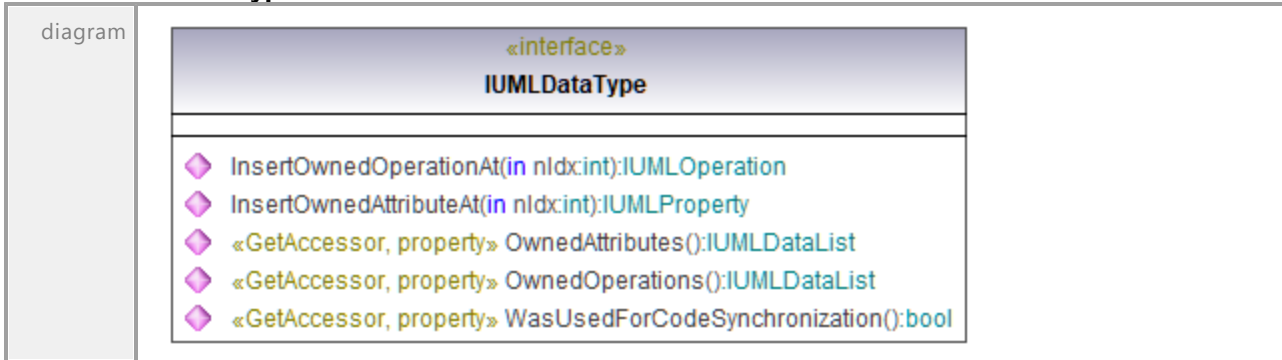 diagram
«interface»
IUMLDataType
InsertOwnedOperationAt(in nIdx:int):IUMLOperation
InsertOwnedAttributeAt(in nIdx:int):IUMLProperty
«GetAccessor, property» OwnedAttributes():IUMLDataList
«GetAccessor, property» OwnedOperations():IUMLDataList
«GetAccessor, property» WasUsedForCodeSynchronization():bool